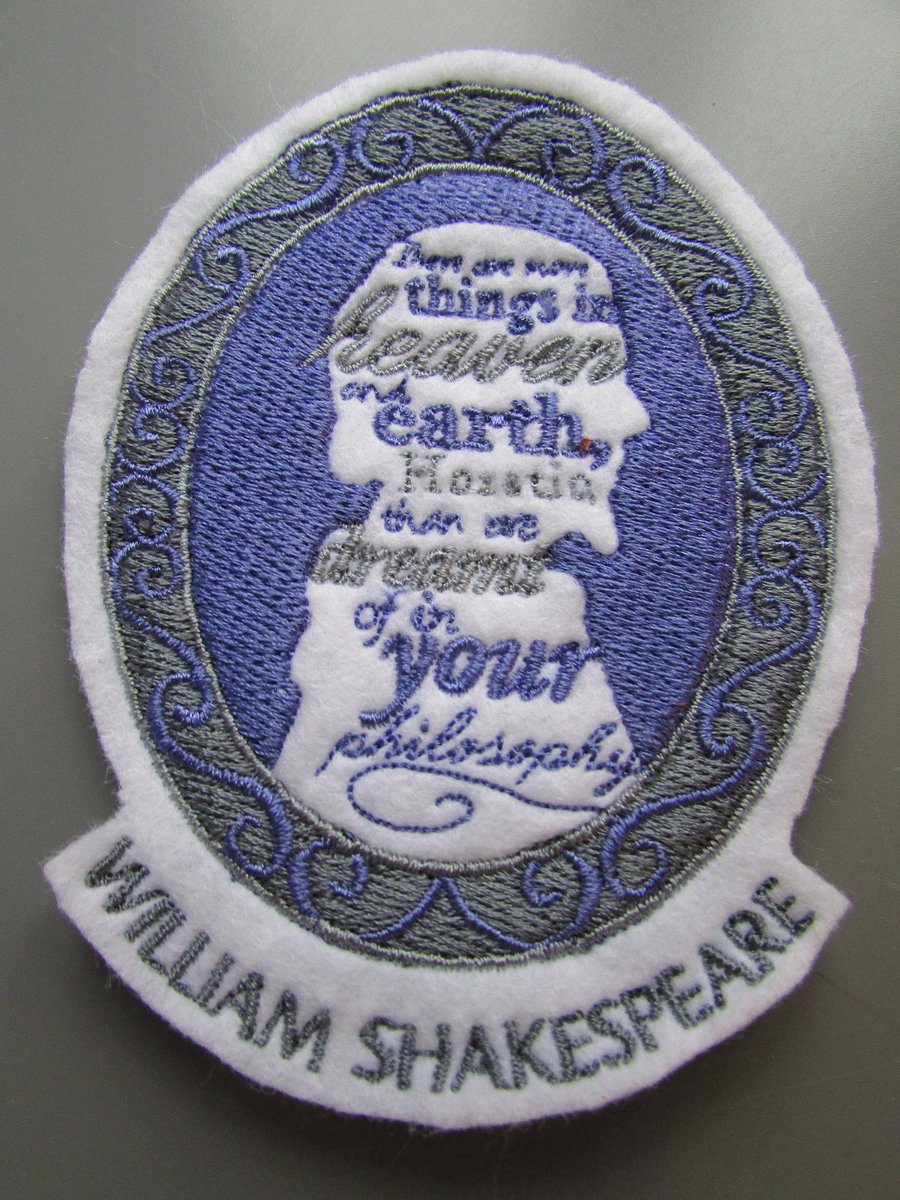 There are more
things in
heaven
and
earth,
Horatio
than are
dreamt
of in
your
philosophy
WILLIAM SHAKESPEARE